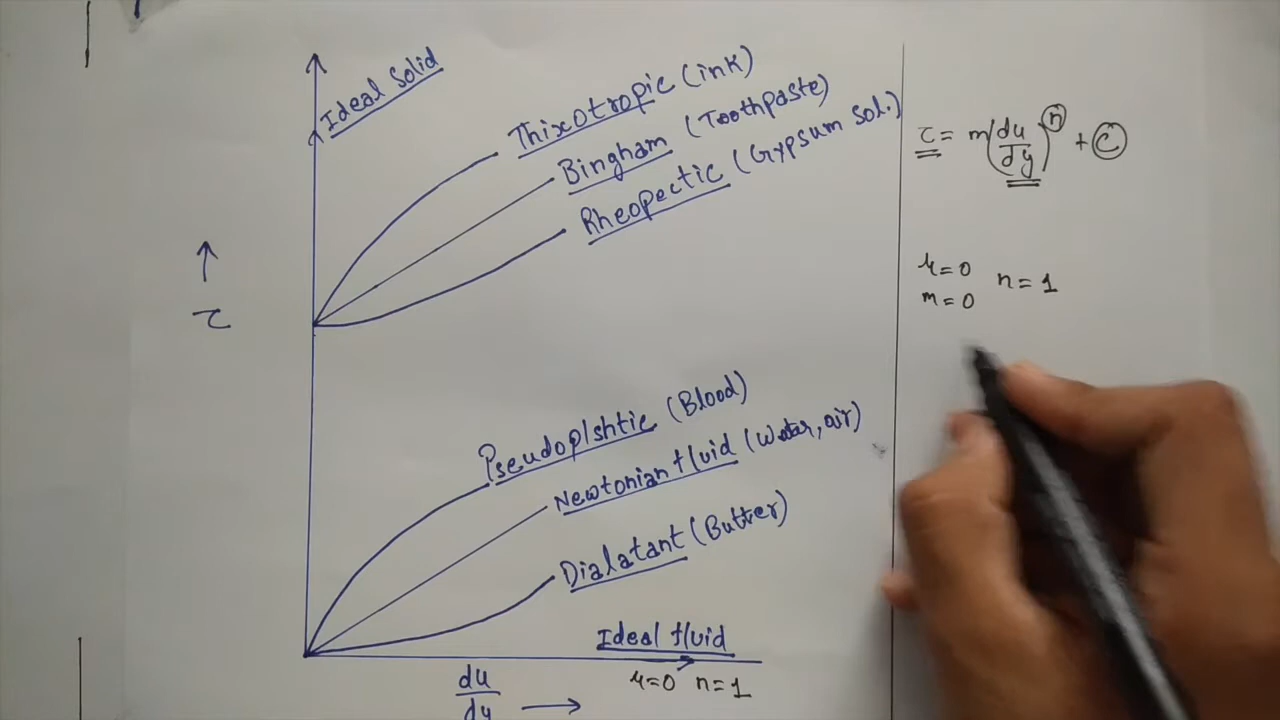 Ideal Solid
Thixotropic (ink)
Bingham (Toothpaste)
Rheopectic (Gypsum Sol.)
↑
τ
Pseudoplshtic (Blood)
Newtonian fluid (Water, air)
Dialatant (Butter)
Ideal fluid
μ=0 n=1
du/dy →
τ = m(du/dy)^n + C
μ=0 n=1
m=0